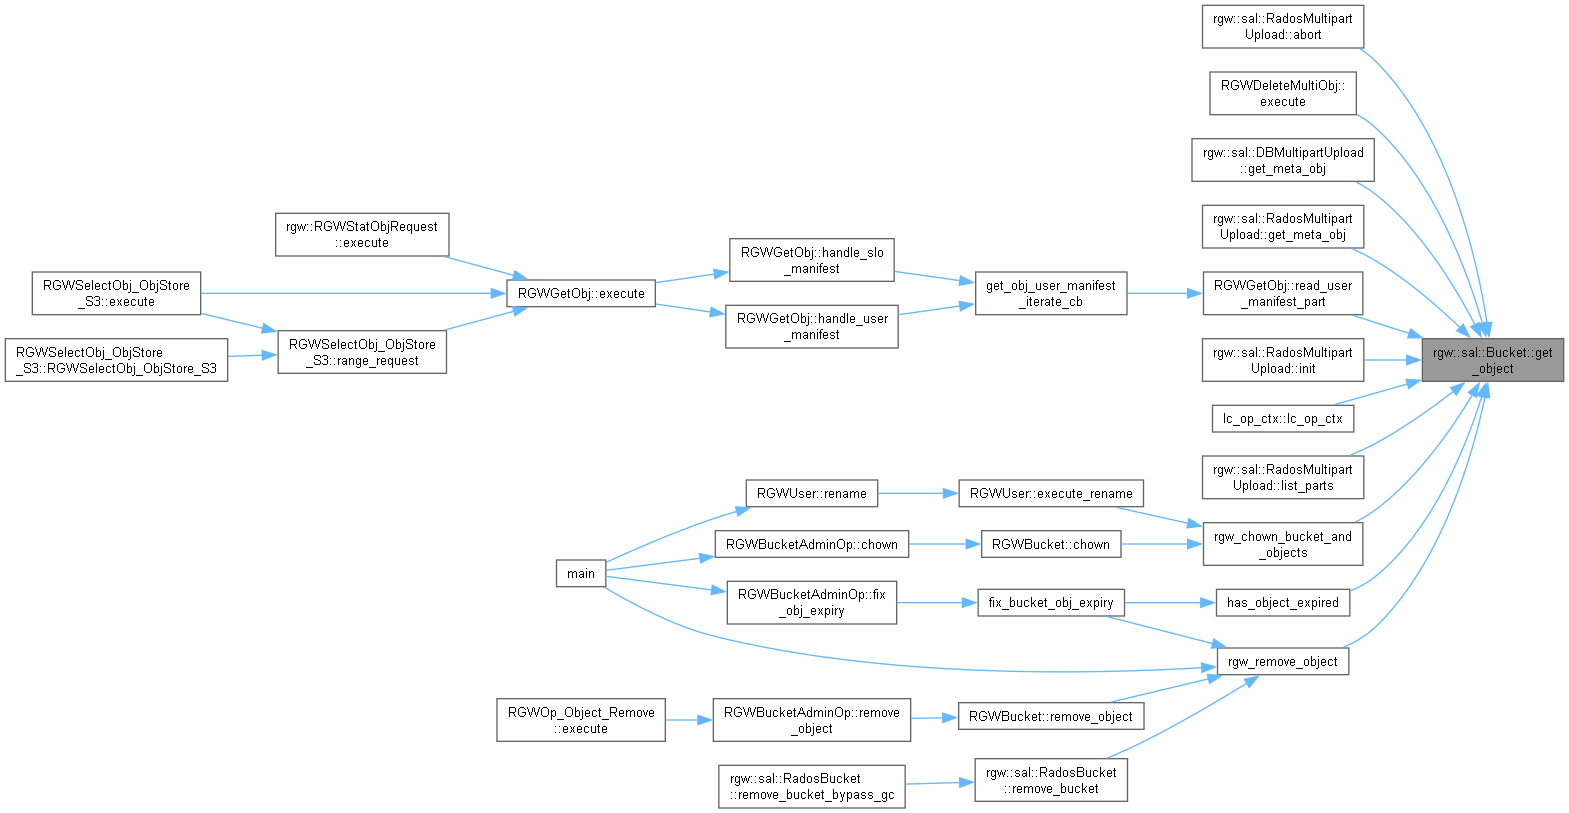 rgw::sal::RadosMultipart
Upload::abort
RGWDeleteMultiObj::
execute
rgw::sal::DBMultipartUpload
::get_meta_obj
rgw::sal::RadosMultipart
Upload::get_meta_obj
RGWGetObj::read_user
_manifest_part
rgw::sal::RadosMultipart
Upload::init
lc_op_ctx::lc_op_ctx
rgw::sal::RadosMultipart
Upload::list_parts
rgw_chown_bucket_and
_objects
has_object_expired
rgw_remove_object
rgw::sal::Bucket::get
_object
get_obj_user_manifest
_iterate_cb
RGWGetObj::handle_slo
_manifest
RGWGetObj::handle_user
_manifest
RGWGetObj::execute
rgw::RGWStatObjRequest
::execute
RGWSelectObj_ObjStore
_S3::execute
RGWSelectObj_ObjStore
_S3::range_request
RGWSelectObj_ObjStore
_S3::RGWSelectObj_ObjStore_S3
RGWUser::execute_rename
RGWUser::rename
RGWBucket::chown
RGWBucketAdminOp::chown
main
fix_bucket_obj_expiry
RGWBucketAdminOp::fix
_obj_expiry
RGWBucket::remove_object
RGWBucketAdminOp::remove
_object
RGWOp_Object_Remove
::execute
rgw::sal::RadosBucket
::remove_bucket
rgw::sal::RadosBucket
::remove_bucket_bypass_gc